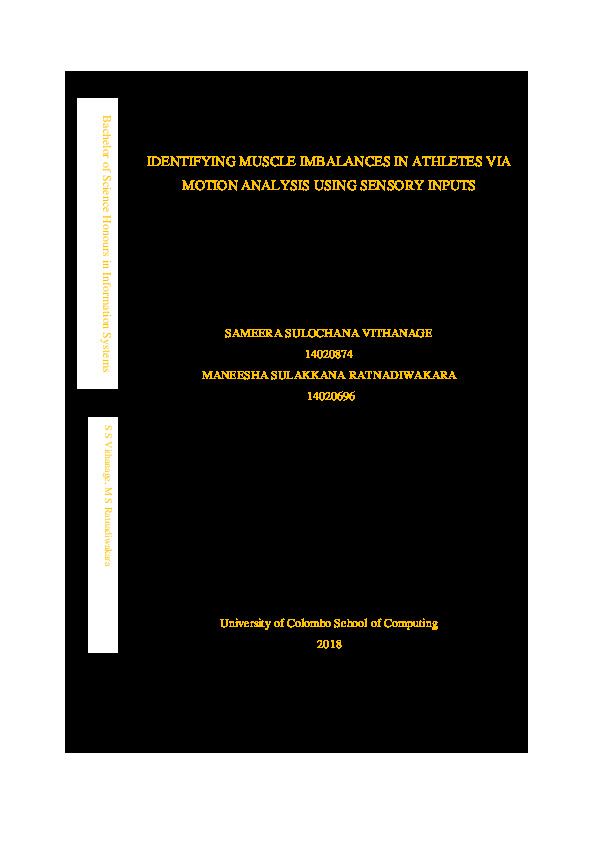 Bachelor of Science Honours in Information Systems
S S Vithanage, M S Ratnadiwakara
IDENTIFYING MUSCLE IMBALANCES IN ATHLETES VIA
MOTION ANALYSIS USING SENSORY INPUTS
SAMEERA SULOCHANA VITHANAGE
14020874
MANEESHA SULAKKANA RATNADIWAKARA
14020696
University of Colombo School of Computing
2018